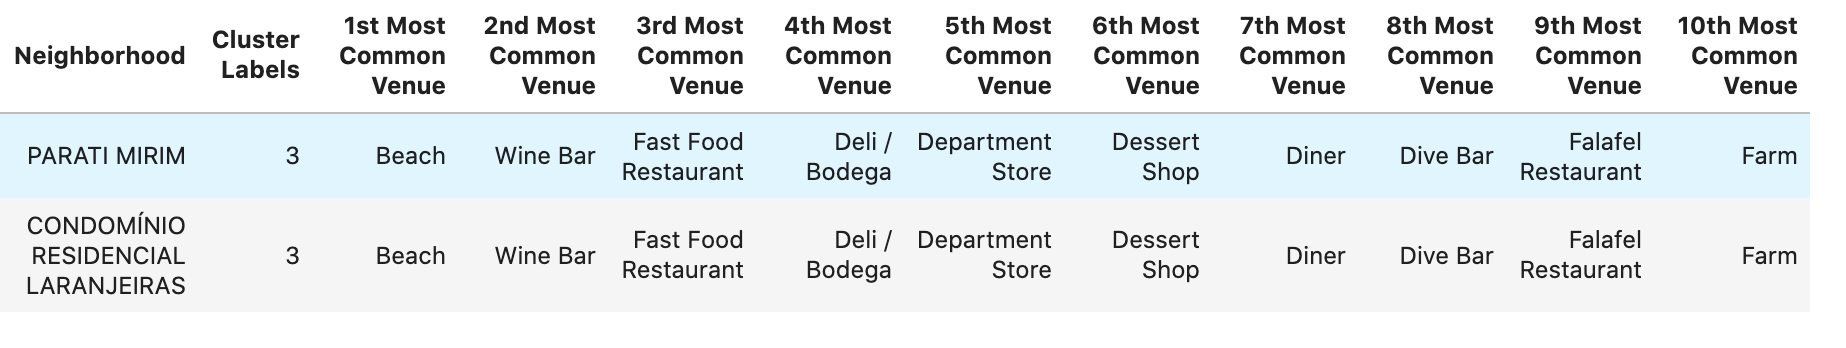 Neighborhood Cluster Labels 1st Most Common Venue 2nd Most Common Venue 3rd Most Common Venue 4th Most Common Venue 5th Most Common Venue 6th Most Common Venue 7th Most Common Venue 8th Most Common Venue 9th Most Common Venue 10th Most Common Venue
PARATI MIRIM 3 Beach Wine Bar Fast Food Restaurant Deli / Bodega Department Store Dessert Shop Diner Dive Bar Falafel Restaurant Farm
CONDOMÍNIO RESIDENCIAL LARANJEIRAS 3 Beach Wine Bar Fast Food Restaurant Deli / Bodega Department Store Dessert Shop Diner Dive Bar Falafel Restaurant Farm